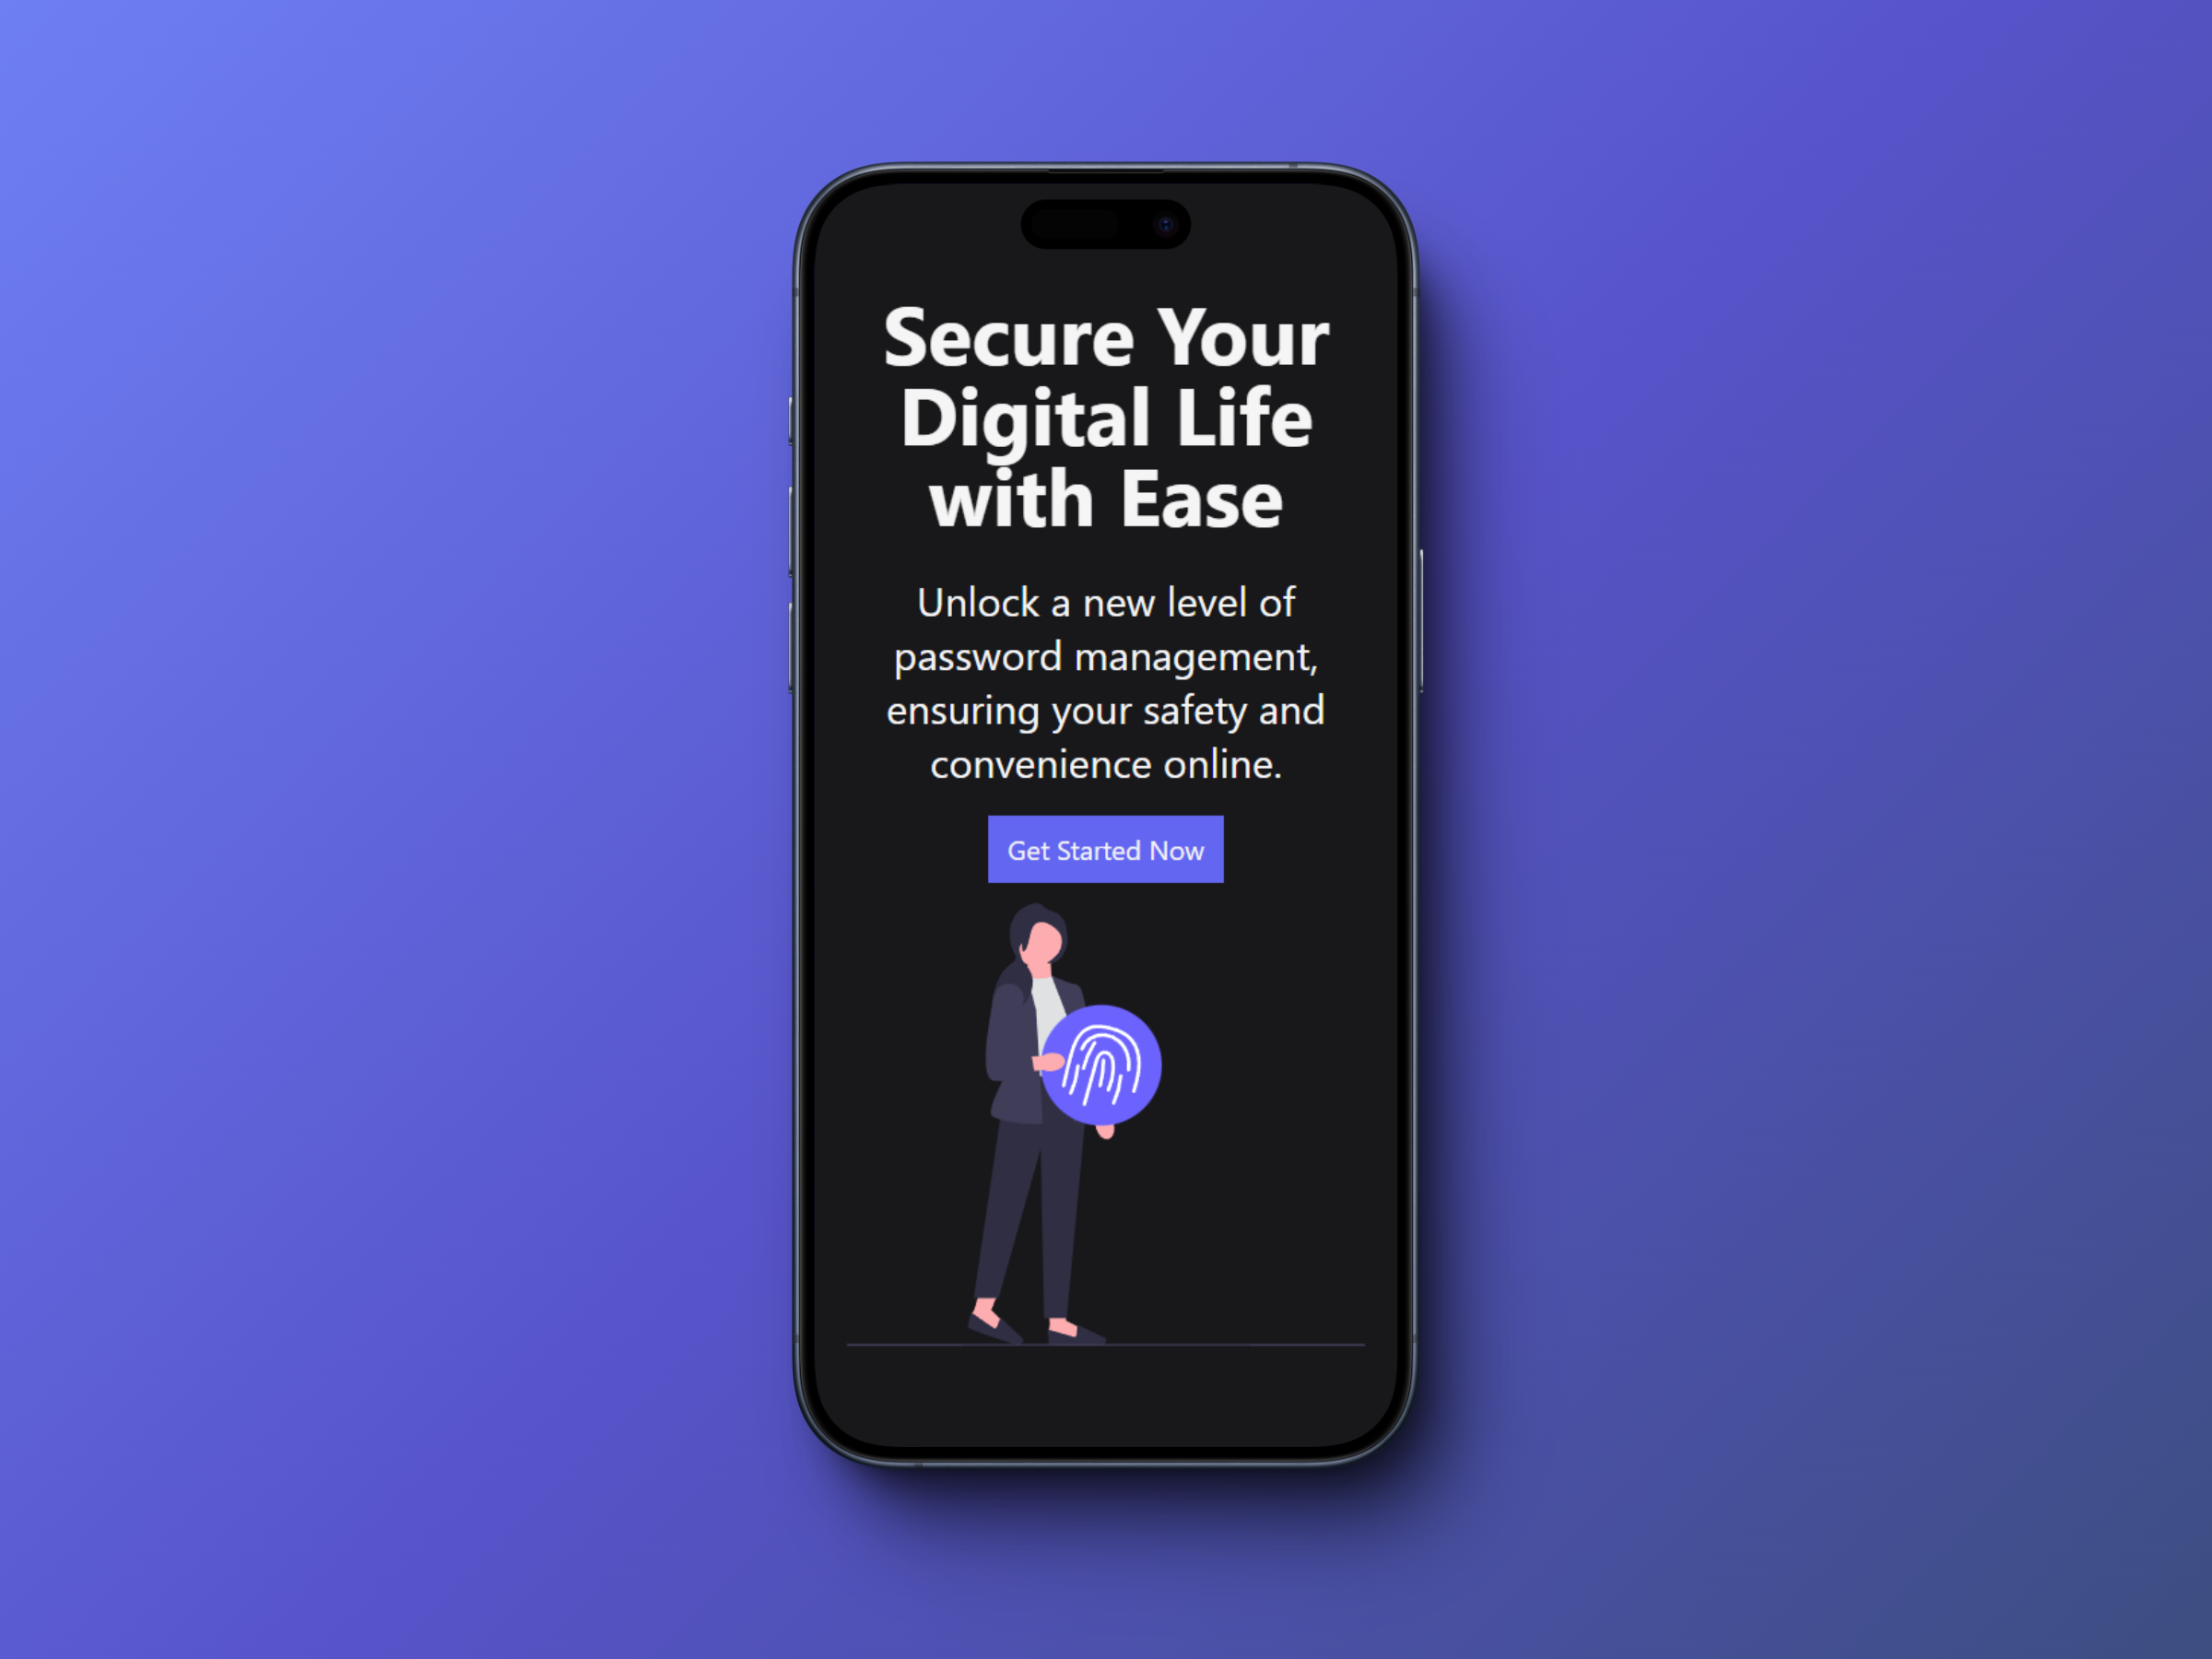 Secure Your
Digital Life
with Ease
Unlock a new level of
password management,
ensuring your safety and
convenience online.
Get Started Now